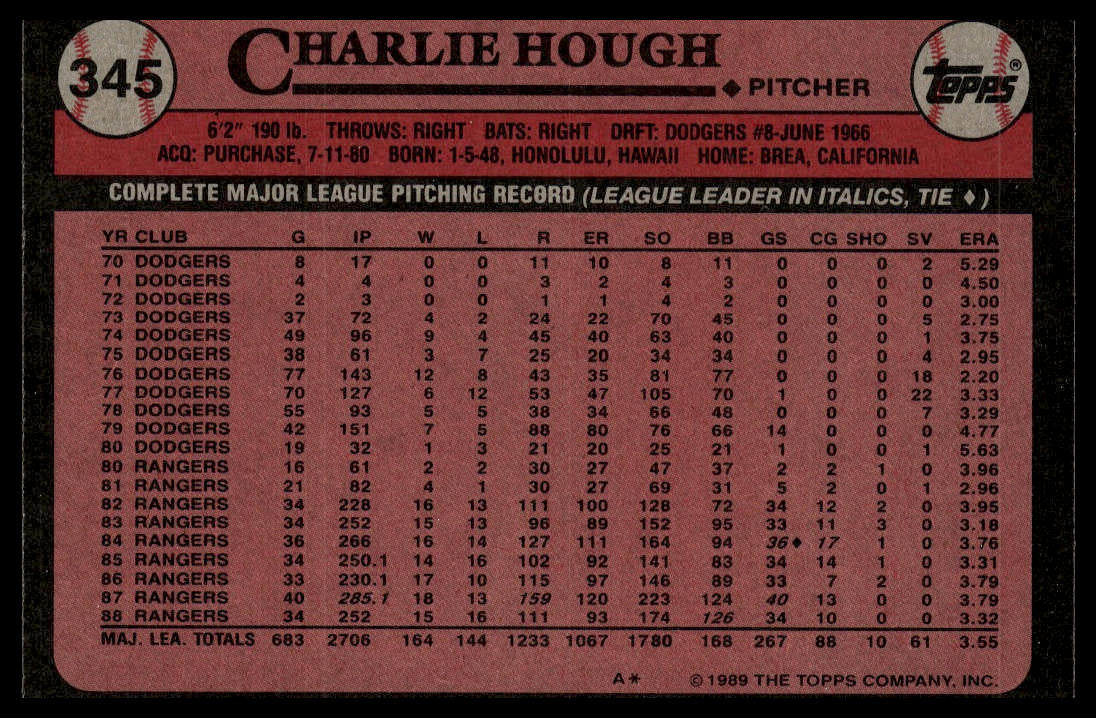 345
CHARLIE HOUGH
◆ PITCHER
TOPPS®
6'2" 190 lb. THROWS: RIGHT BATS: RIGHT DRFT: DODGERS #8-JUNE 1966
ACQ: PURCHASE, 7-11-80 BORN: 1-5-48, HONOLULU, HAWAII HOME: BREA, CALIFORNIA
COMPLETE MAJOR LEAGUE PITCHING RECORD (LEAGUE LEADER IN ITALICS, TIE ♦)
YR CLUB G IP W L R ER SO BB GS CG SHO SV ERA
70 DODGERS 8 17 0 0 11 10 8 11 0 0 0 2 5.29
71 DODGERS 4 4 0 0 3 2 4 3 0 0 0 0 4.50
72 DODGERS 2 3 0 0 1 1 4 2 0 0 0 0 3.00
73 DODGERS 37 72 4 2 24 22 70 45 0 0 0 5 2.75
74 DODGERS 49 96 9 4 45 40 63 40 0 0 0 1 3.75
75 DODGERS 38 61 3 7 25 20 34 34 0 0 0 4 2.95
76 DODGERS 77 143 12 8 43 35 81 77 0 0 0 18 2.20
77 DODGERS 70 127 6 12 53 47 105 70 1 0 0 22 3.33
78 DODGERS 55 93 5 5 38 34 66 48 0 0 0 7 3.29
79 DODGERS 42 151 7 5 88 80 76 66 14 0 0 0 4.77
80 DODGERS 19 32 1 3 21 20 25 21 1 0 0 1 5.63
80 RANGERS 16 61 2 2 30 27 47 37 2 2 1 0 3.96
81 RANGERS 21 82 4 1 30 27 69 31 5 2 0 1 2.96
82 RANGERS 34 228 16 13 111 100 128 72 34 12 2 0 3.95
83 RANGERS 34 252 15 13 96 89 152 95 33 11 3 0 3.18
84 RANGERS 36 266 16 14 127 111 164 94 36♦ 17 1 0 3.76
85 RANGERS 34 250.1 14 16 102 92 141 83 34 14 1 0 3.31
86 RANGERS 33 230.1 17 10 115 97 146 89 33 7 2 0 3.79
87 RANGERS 40 285.1 18 13 159 120 223 124 40 13 0 0 3.79
88 RANGERS 34 252 15 16 111 93 174 126 34 10 0 0 3.32
MAJ. LEA. TOTALS 683 2706 164 144 1233 1067 1780 168 267 88 10 61 3.55
A* © 1989 THE TOPPS COMPANY, INC.